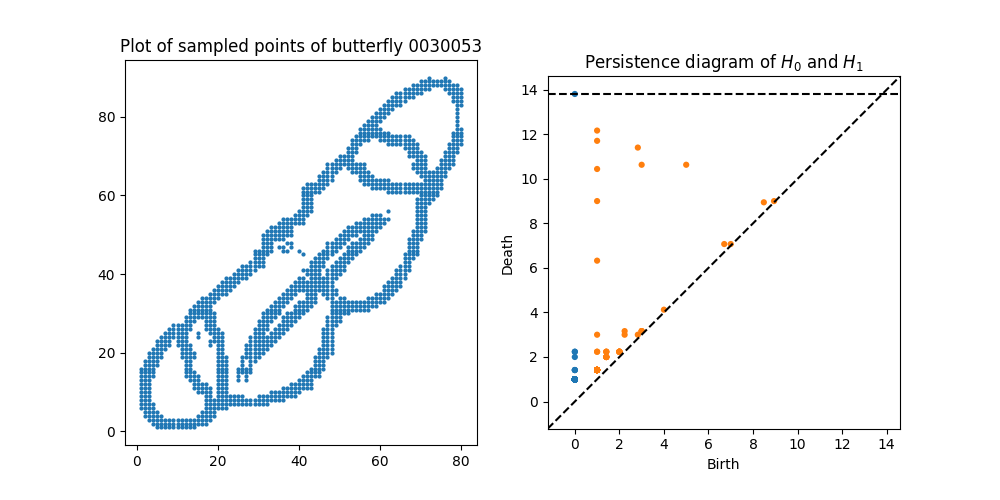 Plot of sampled points of butterfly 0030053
80
60
40
20
0
0 20 40 60 80
Persistence diagram of $H_0$ and $H_1$
Death
14
12
10
8
6
4
2
0
0 2 4 6 8 10 12 14
Birth